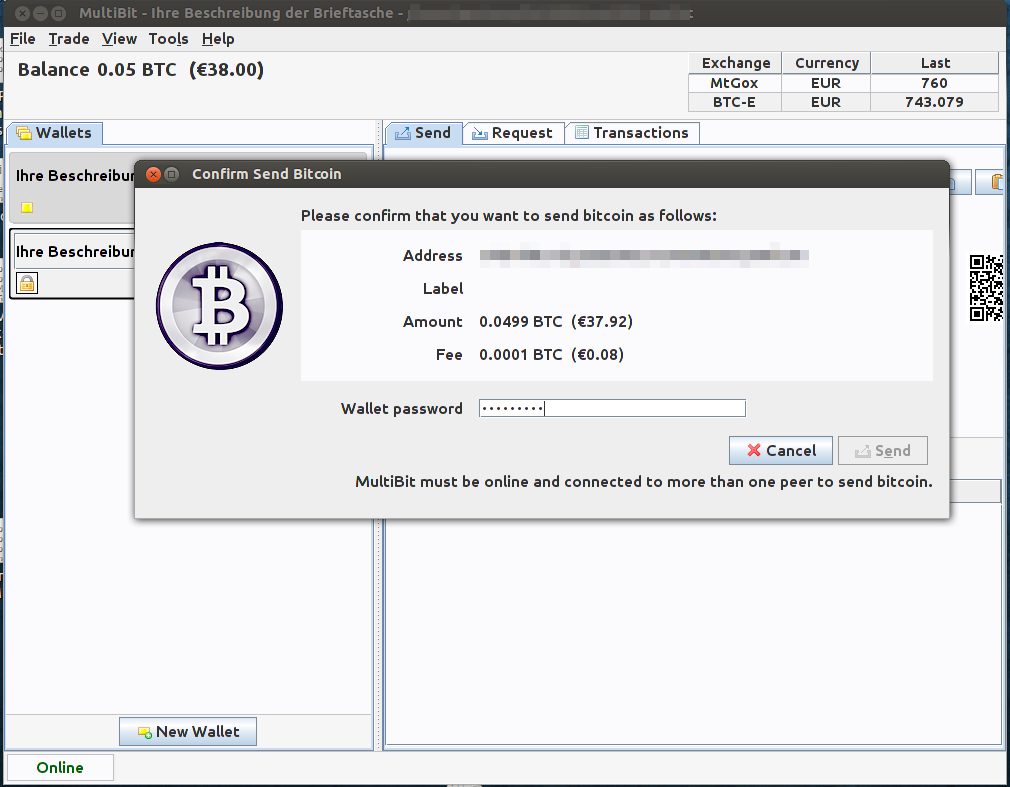 MultiBit - Ihre Beschreibung der Brieftasche -
File Trade View Tools Help
Balance 0.05 BTC (€38.00)
Exchange Currency Last
MtGox EUR 760
BTC-E EUR 743.079
Wallets
Send Request Transactions
Ihre Beschreibun
Ihre Beschreibun
Confirm Send Bitcoin
Please confirm that you want to send bitcoin as follows:
Address
Label
Amount 0.0499 BTC (€37.92)
Fee 0.0001 BTC (€0.08)
Wallet password •••••••••
Cancel Send
MultiBit must be online and connected to more than one peer to send bitcoin.
New Wallet
Online